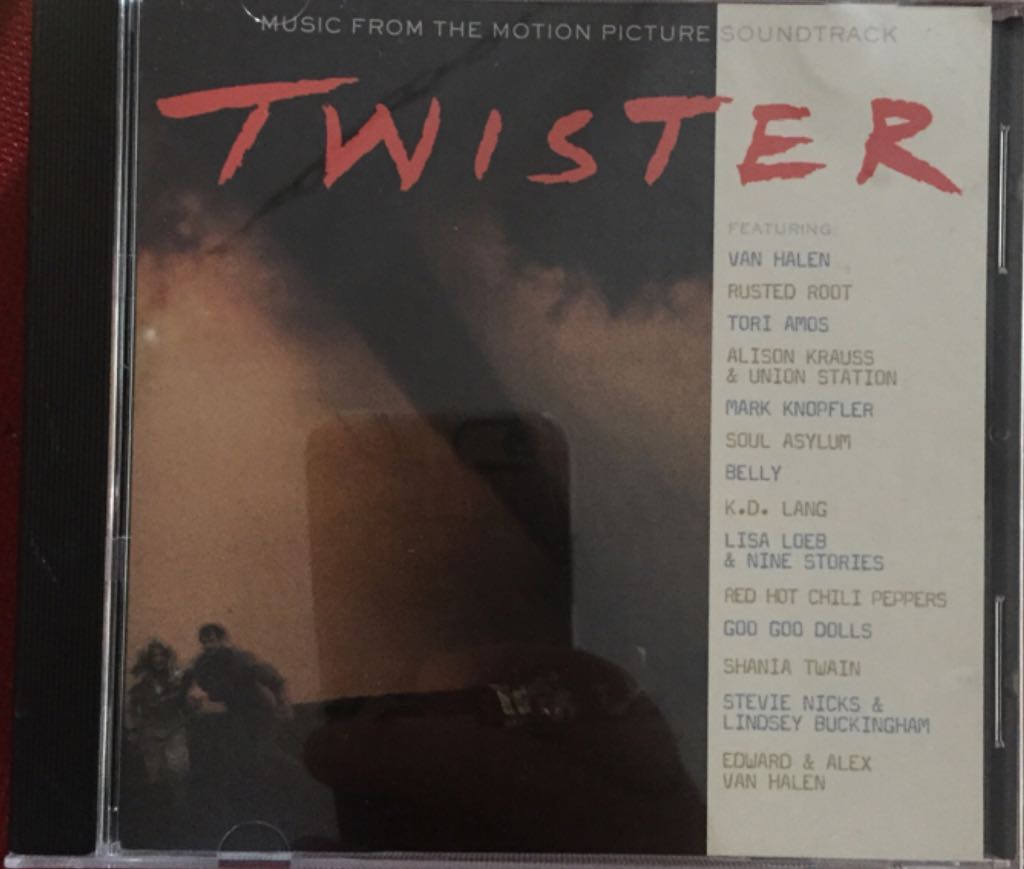 MUSIC FROM THE MOTION PICTURE SOUNDTRACK
TWISTER
FEATURING:
VAN HALEN
RUSTED ROOT
TORI AMOS
ALISON KRAUSS
& UNION STATION
MARK KNOPFLER
SOUL ASYLUM
BELLY
K.D. LANG
LISA LOEB
& NINE STORIES
RED HOT CHILI PEPPERS
GOO GOO DOLLS
SHANIA TWAIN
STEVIE NICKS &
LINDSEY BUCKINGHAM
EDWARD & ALEX
VAN HALEN